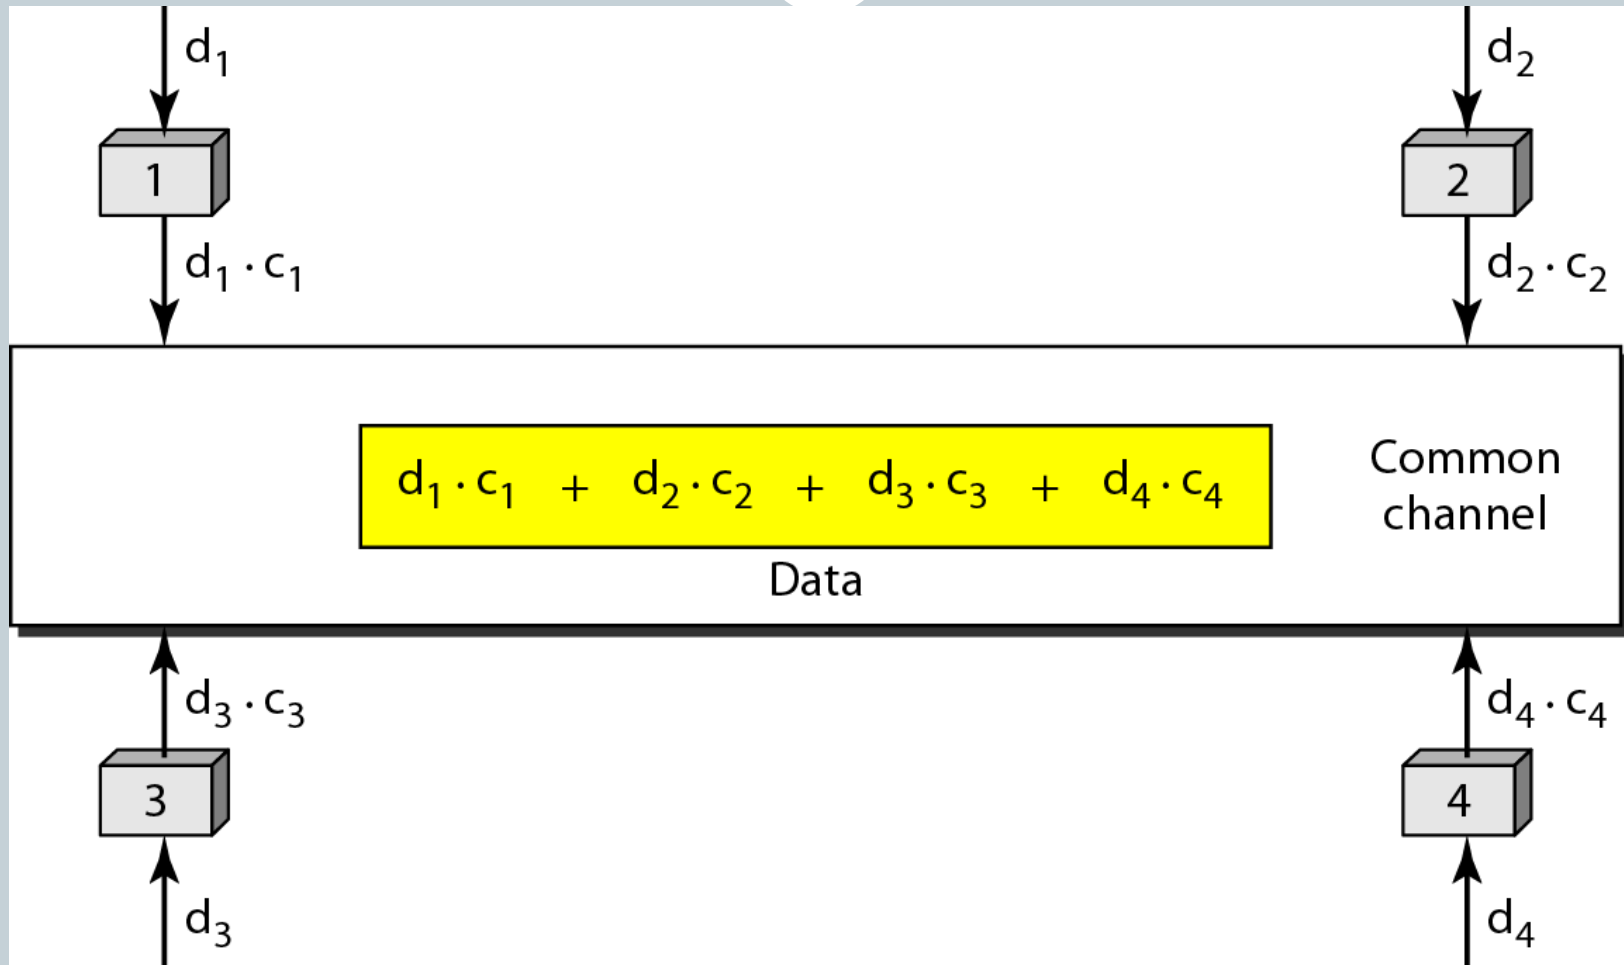 d₁ d₂
1 2
d₁ · c₁ d₂ · c₂
d₁ · c₁ + d₂ · c₂ + d₃ · c₃ + d₄ · c₄
Common
channel
Data
d₃ · c₃ d₄ · c₄
3 4
d₃ d₄